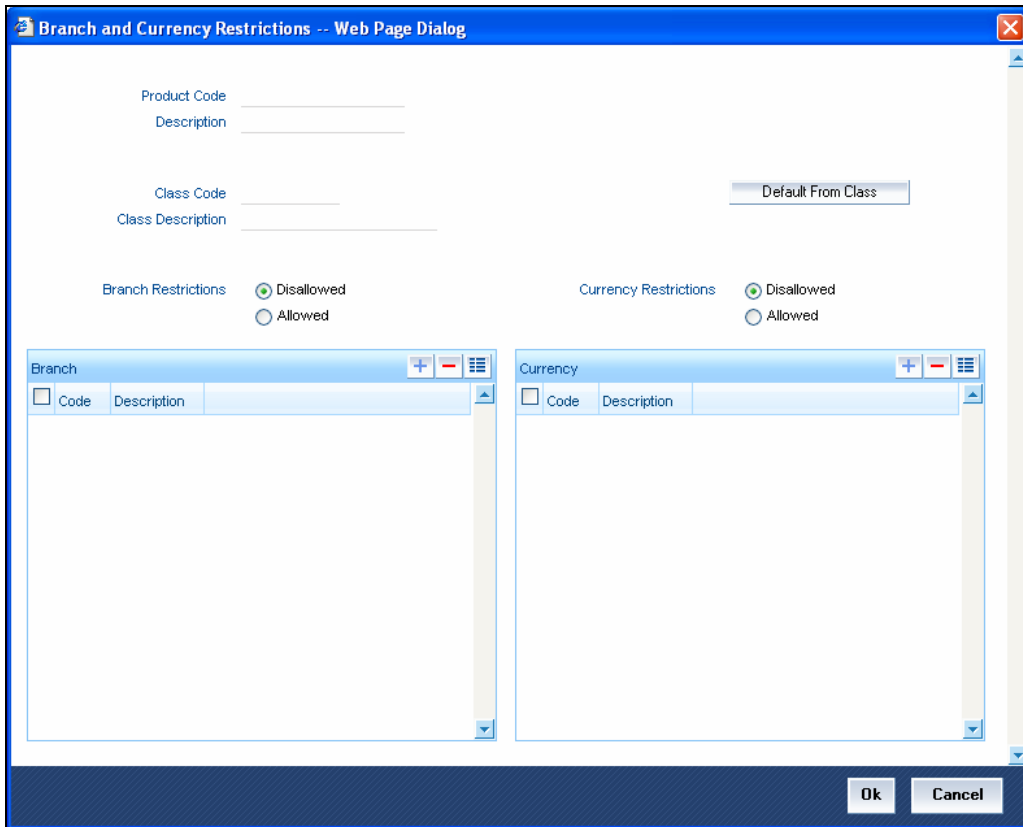 Branch and Currency Restrictions -- Web Page Dialog
Product Code
Description
Class Code
Default From Class
Class Description
Branch Restrictions
Disallowed
Allowed
Currency Restrictions
Disallowed
Allowed
Branch
Code Description
Currency
Code Description
Ok Cancel